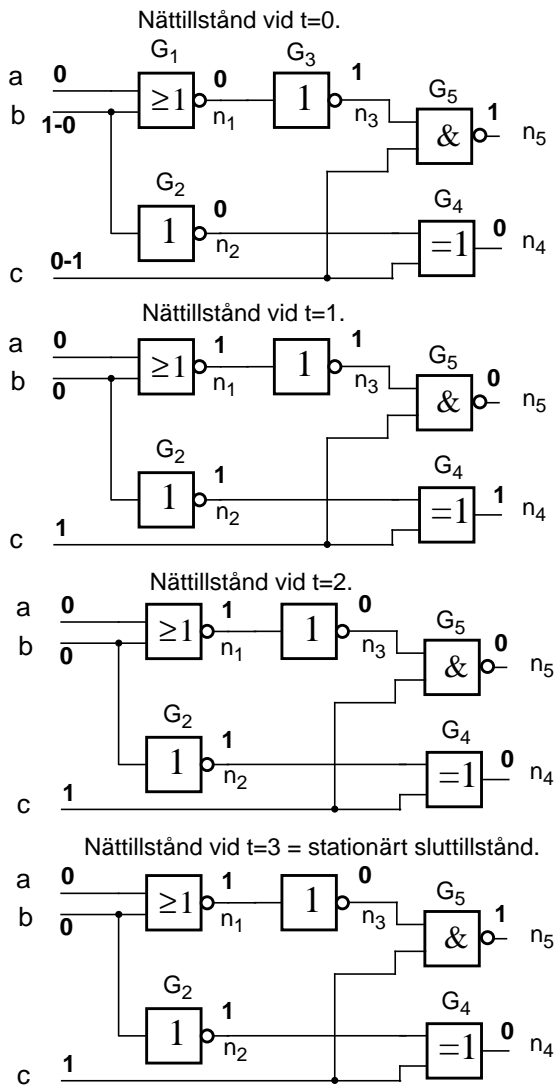 Nättillstånd vid t=0.
G1 G3
a 0 0 1 G5
b 1-0 ≥1 n1 1 n3 & 1 n5
G2 0 G4
1 n2 =1 0 n4
c 0-1
Nättillstånd vid t=1.
a 0 1 1 G5
b 0 ≥1 n1 1 n3 & 0 n5
G2 1 G4
1 n2 =1 1 n4
c 1
Nättillstånd vid t=2.
a 0 1 0 G5
b 0 ≥1 n1 1 n3 & 0 n5
G2 1 G4
1 n2 =1 0 n4
c 1
Nättillstånd vid t=3 = stationärt sluttillstånd.
a 0 1 0 G5
b 0 ≥1 n1 1 n3 & 1 n5
G2 1 G4
1 n2 =1 0 n4
c 1